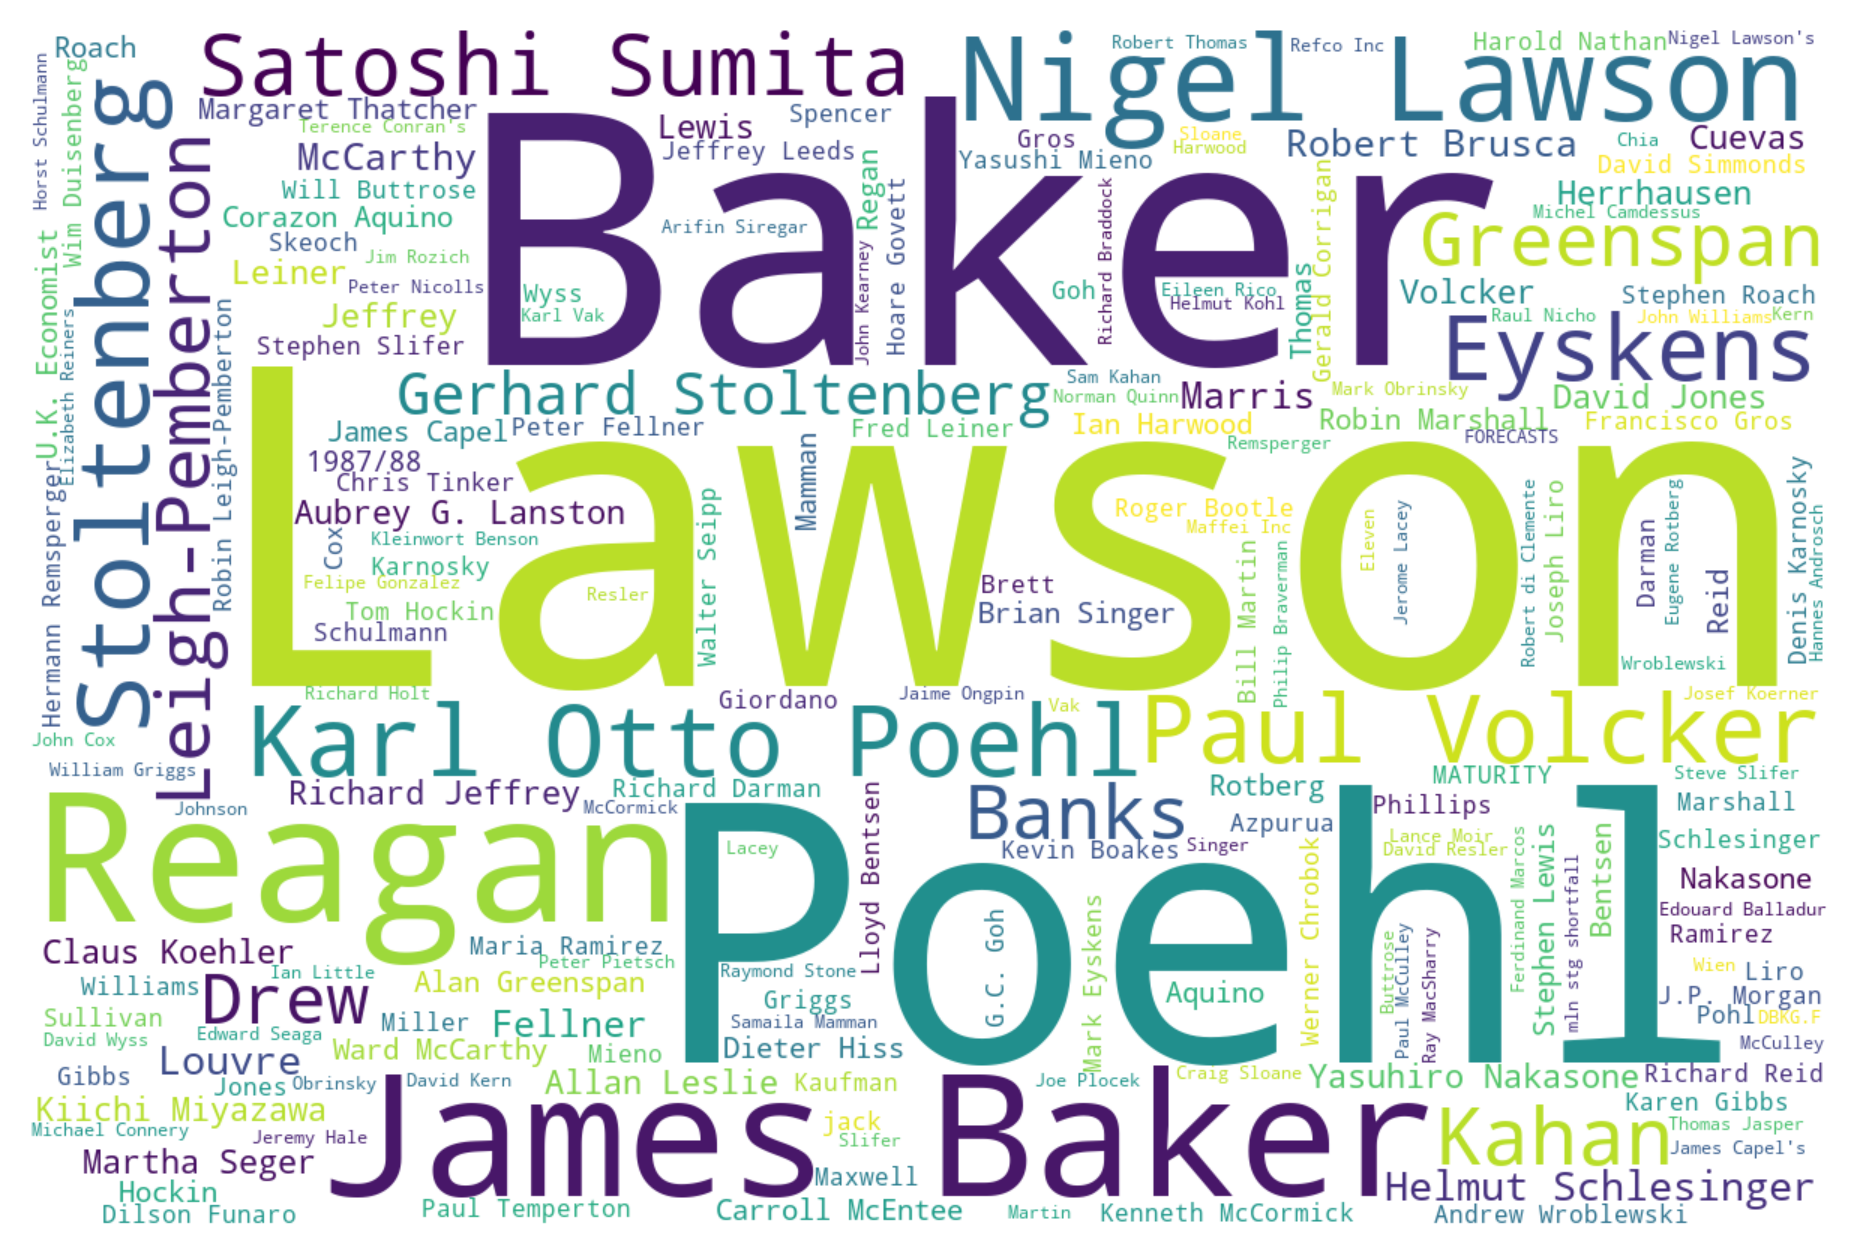 Roach
Satoshi Sumita
Nigel Lawson
Robert Thomas
Refco Inc
Harold Nathan
Nigel Lawson's
Horst Schulmann
Wim Duisenberg
Stoltenberg
Leigh-Pemberton
Margaret Thatcher
Terence Conran's
McCarthy
Will Buttrose
Corazon Aquino
Skeoch
Jim Rozich
Leiner
Peter Nicolls
Jeffrey
Stephen Slifer
Baker
Lewis
Spencer
Jeffrey Leeds
Regan
Hoare Govett
Arifin Siregar
John Kearney
Wyss
Karl Vak
Gros
Yasushi Mieno
Sloane
Harwood
Robert Brusca
Chia
Cuevas
David Simmonds
Herrhausen
Michel Camdessus
Greenspan
Richard Braddock
Goh
Eileen Rico
Helmut Kohl
Thomas
Gerald Corrigan
Volcker
Stephen Roach
Raul Nicho
John Williams
Kern
Eyskens
U.K. Economist
Elizabeth Reiners
Robin Leigh-Pemberton
Hermann Remsperger
Gerhard Stoltenberg
Sam Kahan
Norman Quinn
Marris
Mark Obrinsky
David Jones
James Capel
Peter Fellner
Fred Leiner
Ian Harwood
Robin Marshall
Francisco Gros
Remsperger
FORECASTS
Lawson
1987/88
Chris Tinker
Aubrey G. Lanston
Cox
Kleinwort Benson
Karnosky
Felipe Gonzalez
Tom Hockin
Schulmann
Resler
Walter Seipp
Mamman
Brett
Brian Singer
Roger Bootle
Maffei Inc
Bill Martin
Philip Braverman
Eleven
Jerome Lacey
Robert di Clemente
Joseph Liro
Darman
Eugene Rotberg
Reid
Denis Karnosky
Hannes Androsch
Wroblewski
Richard Holt
Giordano
Jaime Ongpin
Vak
Josef Koerner
John Cox
Karl Otto Poehl
Paul Volcker
William Griggs
Johnson
Richard Jeffrey
McCormick
Richard Darman
Lloyd Bentsen
Banks
Rotberg
MATURITY
Steve Slifer
Marshall
Phillips
Azpurua
Kevin Boakes
Singer
Lance Moir
David Resler
Schlesinger
Reagan
Poehl
Lacey
Nakasone
Edouard Balladur
Ramirez
Ferdinand Marcos
Stephen Lewis
mln stg shortfall
Bentsen
Claus Koehler
Maria Ramirez
Peter Pietsch
Ian Little
Williams
Drew
Alan Greenspan
Raymond Stone
Griggs
Samaila Mamman
Dieter Hiss
G.C. Goh
Mark Eyskens
Aquino
Werner Chrobok
Buttrose
Paul McCulley
Ray MacSharry
Wien
Liro
J.P. Morgan
Pohl
DBKG.F
McCulley
Sullivan
David Wyss
Edward Seaga
Miller
Fellner
Ward McCarthy
Mieno
Louvre
Gibbs
Jones
Obrinsky
David Kern
Allan Leslie
Kaufman
Joe Plocek
Craig Sloane
Yasuhiro Nakasone
Richard Reid
Kiichi Miyazawa
Michael Connery
Jeremy Hale
James Baker
jack
Slifer
Kahan
Karen Gibbs
Thomas Jasper
James Capel's
Martha Seger
Maxwell
Helmut Schlesinger
Hockin
Dilson Funaro
Paul Temperton
Carroll McEntee
Martin
Kenneth McCormick
Andrew Wroblewski